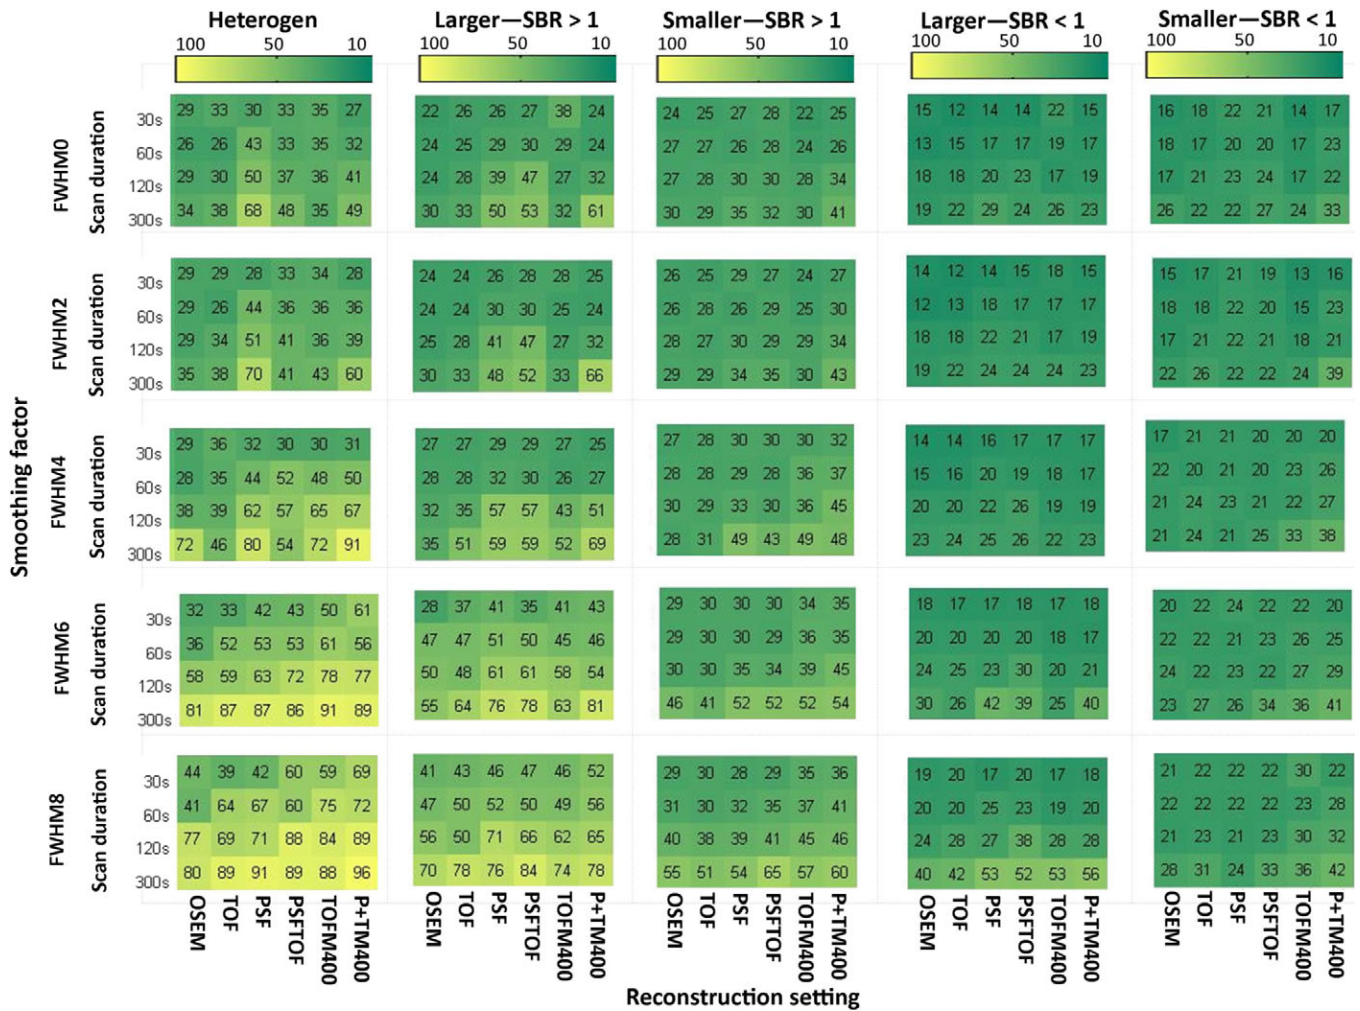 Heterogen Larger—SBR > 1 Smaller—SBR > 1 Larger—SBR < 1 Smaller—SBR < 1
100 50 10 100 50 10 100 50 10 100 50 10 100 50 10
Smoothing factor
FWHM0
Scan duration
30s 29 33 30 33 35 27 22 26 26 27 38 24 24 25 27 28 22 25 15 12 14 14 22 15 16 18 22 21 14 17
60s 26 26 43 33 35 32 24 25 29 30 29 24 27 27 26 28 24 26 13 15 17 17 19 17 18 17 20 20 17 23
120s 29 30 50 37 36 41 24 28 39 47 27 32 27 28 30 30 28 34 18 18 20 23 17 19 17 21 23 24 17 22
300s 34 38 68 48 35 49 30 33 50 53 32 61 30 29 35 32 30 41 19 22 29 24 26 23 26 22 22 27 24 33
FWHM2
Scan duration
30s 29 29 28 33 34 28 24 24 26 28 28 25 26 25 29 27 24 27 14 12 14 15 18 15 15 17 21 19 13 16
60s 29 26 44 36 36 36 24 24 30 30 25 24 28 26 28 29 25 30 12 13 18 17 17 17 18 18 22 20 15 23
120s 29 34 51 41 36 39 25 28 41 47 27 32 28 27 30 29 29 34 18 18 22 21 17 19 17 21 22 21 18 21
300s 35 38 70 41 43 60 30 33 48 52 33 66 29 29 34 35 30 43 19 22 24 24 24 23 22 26 22 22 24 39
FWHM4
Scan duration
30s 29 36 32 30 30 31 27 27 29 29 27 25 27 28 30 30 30 32 14 14 16 17 17 17 17 21 21 20 20 20
60s 28 35 44 52 48 50 28 28 32 30 26 27 28 28 29 28 36 37 15 16 20 19 18 17 22 20 21 20 23 26
120s 38 39 62 57 65 67 32 35 57 57 43 51 30 29 33 30 36 45 20 20 22 26 19 19 21 24 23 21 22 27
300s 72 46 80 54 72 91 35 51 59 59 52 69 28 31 49 43 49 48 23 24 25 26 22 23 21 24 21 25 33 38
FWHM6
Scan duration
30s 32 33 42 43 50 61 28 37 41 35 41 43 29 30 30 30 34 35 18 17 17 18 17 18 20 22 24 22 22 20
60s 36 52 53 53 61 56 47 47 51 50 45 46 29 30 30 29 36 35 20 20 20 20 18 17 22 22 21 23 26 25
120s 58 59 63 72 78 77 50 48 61 61 58 54 30 30 35 34 39 45 24 25 23 30 20 21 24 22 23 22 27 29
300s 81 87 87 86 91 89 55 64 76 78 63 81 46 41 52 52 52 54 30 26 42 39 25 40 23 27 26 34 36 41
FWHM8
Scan duration
30s 44 39 42 60 59 69 41 43 46 47 46 52 29 30 28 29 35 36 19 20 17 20 17 18 21 22 22 22 30 22
60s 41 64 67 60 75 72 47 50 52 50 49 56 31 30 32 35 37 41 20 20 25 23 19 20 22 22 22 22 23 28
120s 77 69 71 88 84 89 56 50 71 66 62 65 40 38 39 41 45 46 24 28 27 38 28 28 21 23 21 23 30 32
300s 80 89 91 89 88 96 70 78 76 84 74 78 55 51 54 65 57 60 40 42 53 52 53 56 28 31 24 33 36 42
OSEM TOF PSF PSFTOF TOFM400 P+TM400 OSEM TOF PSF PSFTOF TOFM400 P+TM400 OSEM TOF PSF PSFTOF TOFM400 P+TM400 OSEM TOF PSF PSFTOF TOFM400 P+TM400 OSEM TOF PSF PSFTOF TOFM400 P+TM400
Reconstruction setting